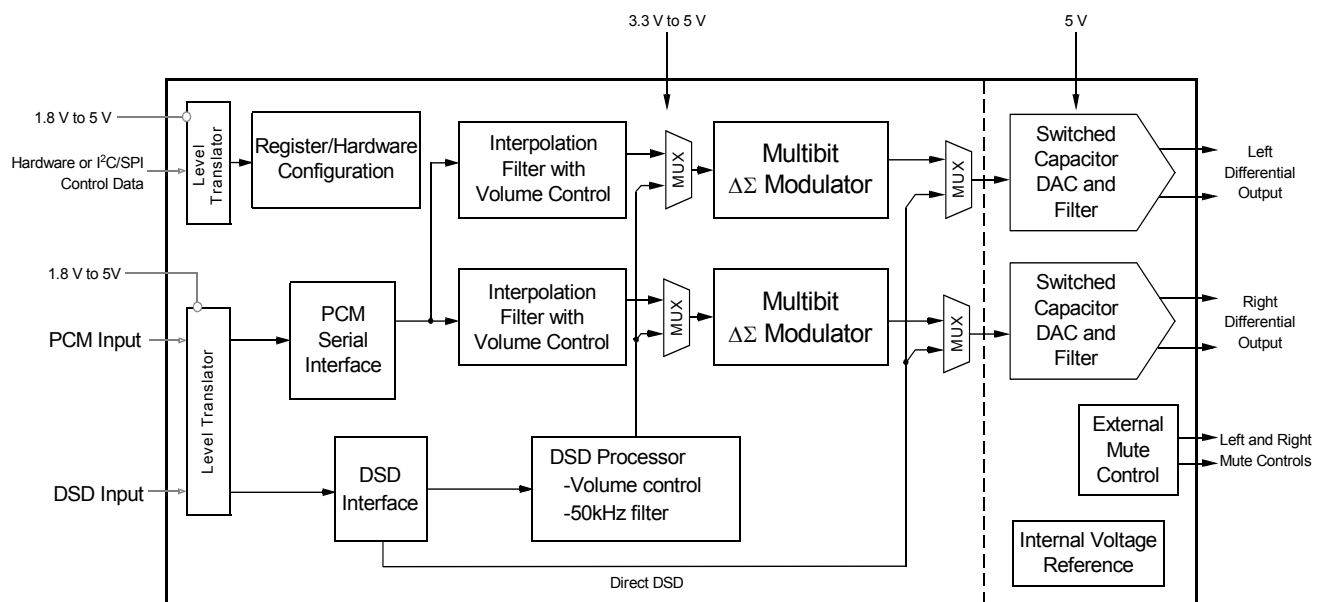 3.3 V to 5 V
5 V
1.8 V to 5 V
Hardware or I²C/SPI
Control Data
Level
Translator
Register/Hardware
Configuration
Interpolation
Filter with
Volume Control
MUX
Multibit
ΔΣ Modulator
MUX
Switched
Capacitor
DAC and
Filter
Left
Differential
Output
1.8 V to 5V
PCM Input
Level Translator
PCM
Serial
Interface
Interpolation
Filter with
Volume Control
MUX
Multibit
ΔΣ Modulator
MUX
Switched
Capacitor
DAC and
Filter
Right
Differential
Output
DSD Input
DSD
Interface
DSD Processor
-Volume control
-50kHz filter
External
Mute
Control
Left and Right
Mute Controls
Internal Voltage
Reference
Direct DSD